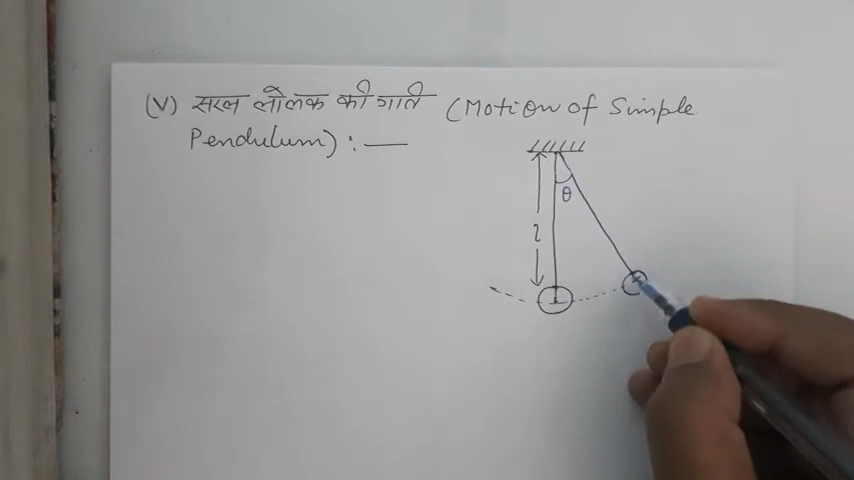 (V) सरल लोलक की गति (Motion of Simple
Pendulum) : —
θ
l